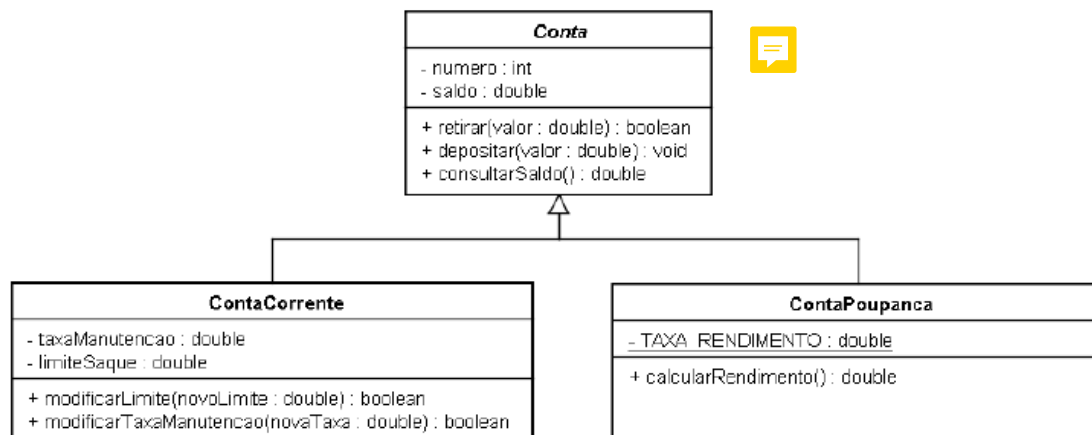 Conta
- numero : int
- saldo : double
+ retirar(valor : double) : boolean
+ depositar(valor : double) : void
+ consultarSaldo() : double
ContaCorrente
- taxaManutencao : double
- limiteSaque : double
+ modificarLimite(novoLimite : double) : boolean
+ modificarTaxaManutencao(novaTaxa : double) : boolean
ContaPoupanca
- TAXA_RENDIMENTO : double
+ calcularRendimento() : double